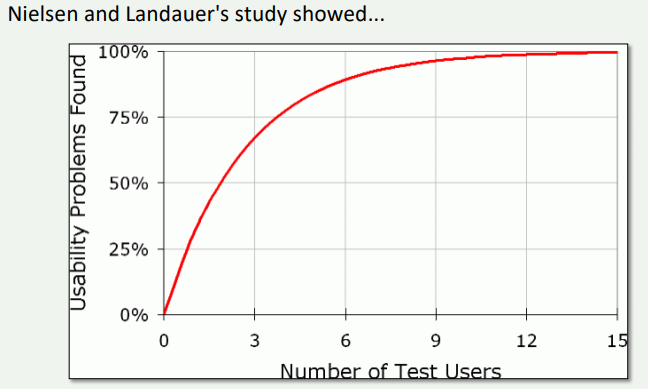 Nielsen and Landauer's study showed...
Usability Problems Found
100%
75%
50%
25%
0%
0 3 6 9 12 15
Number of Test Users